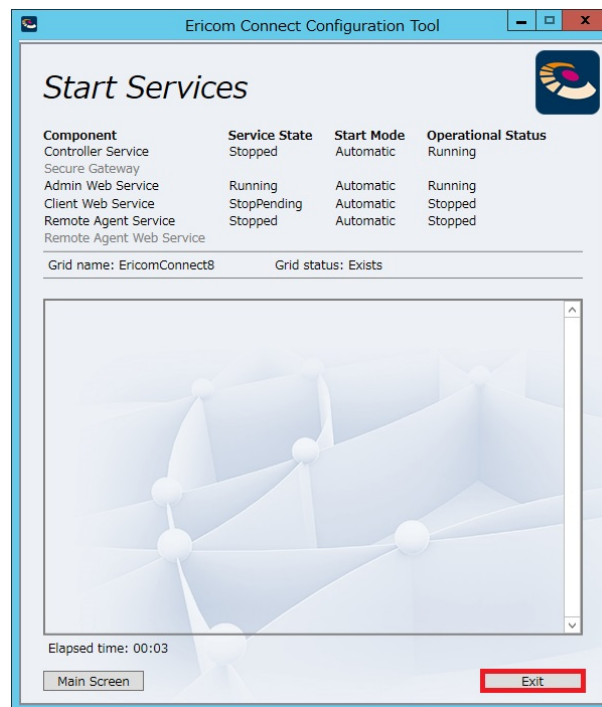 Ericom Connect Configuration Tool
Start Services
Component Service State Start Mode Operational Status
Controller Service Stopped Automatic Running
Secure Gateway
Admin Web Service Running Automatic Running
Client Web Service StopPending Automatic Stopped
Remote Agent Service Stopped Automatic Stopped
Remote Agent Web Service
Grid name: EricomConnect8 Grid status: Exists
Elapsed time: 00:03
Main Screen Exit